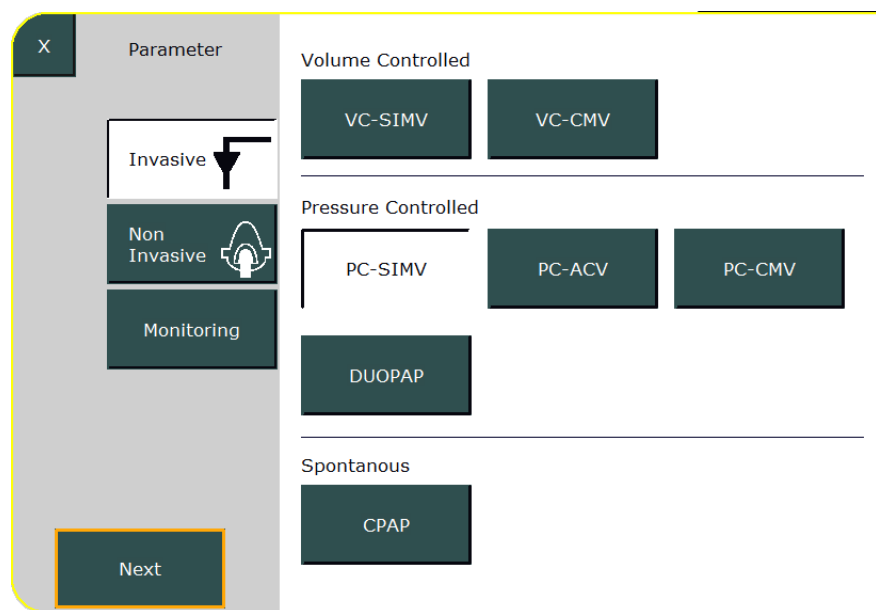 X
Parameter
Invasive
Non
Invasive
Monitoring
Next
Volume Controlled
VC-SIMV
VC-CMV
Pressure Controlled
PC-SIMV
PC-ACV
PC-CMV
DUOPAP
Spontanous
CPAP